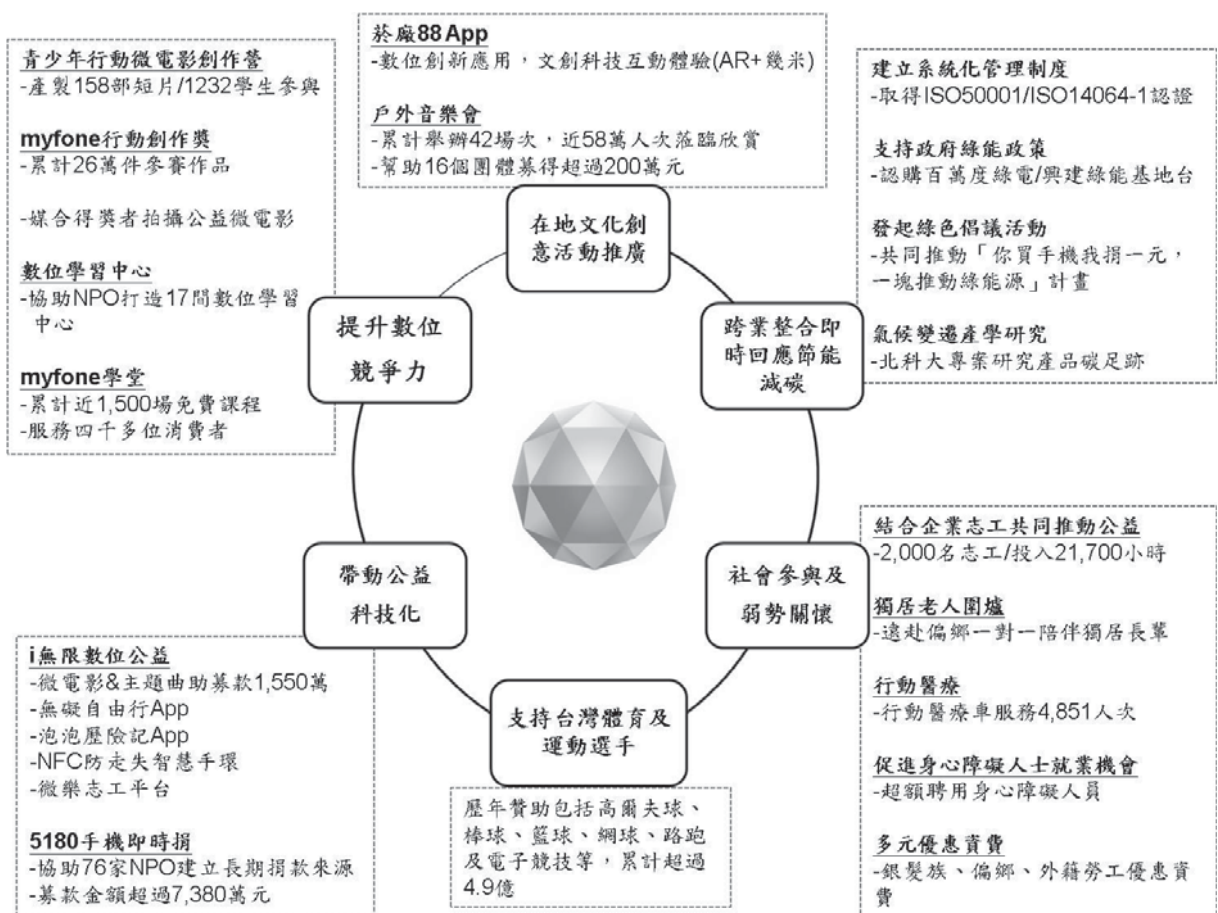 青少年行動微電影創作營
-產製158部短片/1232學生參與
myfone行動創作獎
-累計26萬件參賽作品
-媒合得獎者拍攝公益微電影
數位學習中心
-協助NPO打造17間數位學習
中心
myfone學堂
-累計近1,500場免費課程
-服務四千多位消費者
菸廠88 App
-數位創新應用，文創科技互動體驗(AR+幾米)
戶外音樂會
-累計舉辦42場次，近58萬人次蒞臨欣賞
-幫助16個團體募得超過200萬元
建立系統化管理制度
-取得ISO50001/ISO14064-1認證
支持政府綠能政策
-認購百萬度綠電/興建綠能基地台
發起綠色倡議活動
-共同推動「你買手機我捐一元，
一塊推動綠能源」計畫
氣候變遷產學研究
-北科大專案研究產品碳足跡
在地文化創
意活動推廣
提升數位
競爭力
跨業整合即
時回應節能
減碳
帶動公益
科技化
社會參與及
弱勢關懷
支持台灣體育及
運動選手
i無限數位公益
-微電影&主題曲助募款1,550萬
-無礙自由行App
-泡泡歷險記App
-NFC防走失智慧手環
-微樂志工平台
5180手機即時捐
-協助76家NPO建立長期捐款來源
-募款金額超過7,380萬元
歷年贊助包括高爾夫球、
棒球、籃球、網球、路跑
及電子競技等，累計超過
4.9億
結合企業志工共同推動公益
-2,000名志工/投入21,700小時
獨居老人圍爐
-遠赴偏鄉一對一陪伴獨居長輩
行動醫療
-行動醫療車服務4,851人次
促進身心障礙人士就業機會
-超額聘用身心障礙人員
多元優惠資費
-銀髮族、偏鄉、外籍勞工優惠資
費